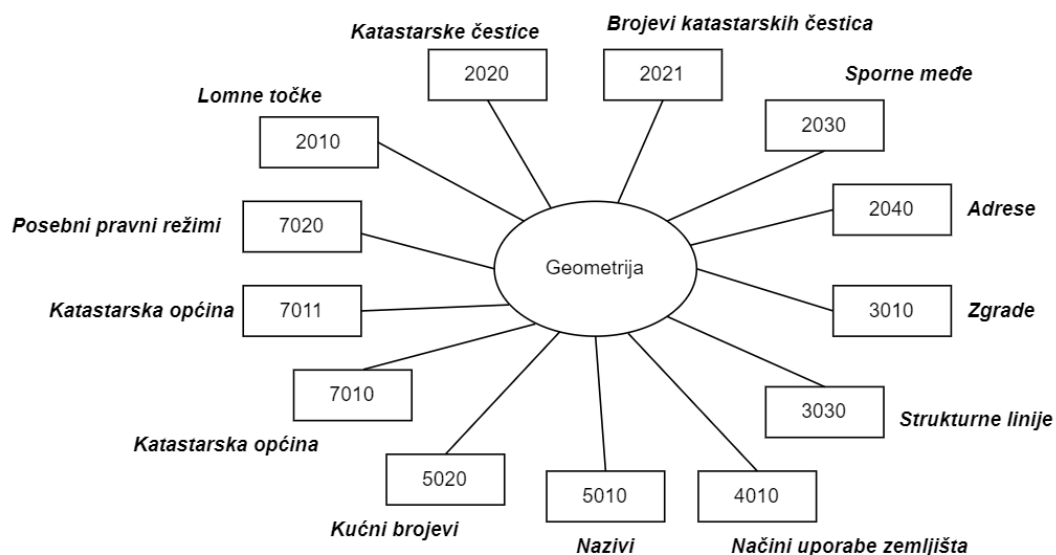 Brojevi katastarskih čestica
2021
Katastarske čestice
2020
Sporne međe
2030
Lomne točke
2010
Adrese
2040
Posebni pravni režimi
7020
Geometrija
Katastarska općina
7011
Zgrade
3010
7010
Katastarska općina
3030
Strukturne linije
5020
Kućni brojevi
5010
Nazivi
4010
Načini uporabe zemljišta